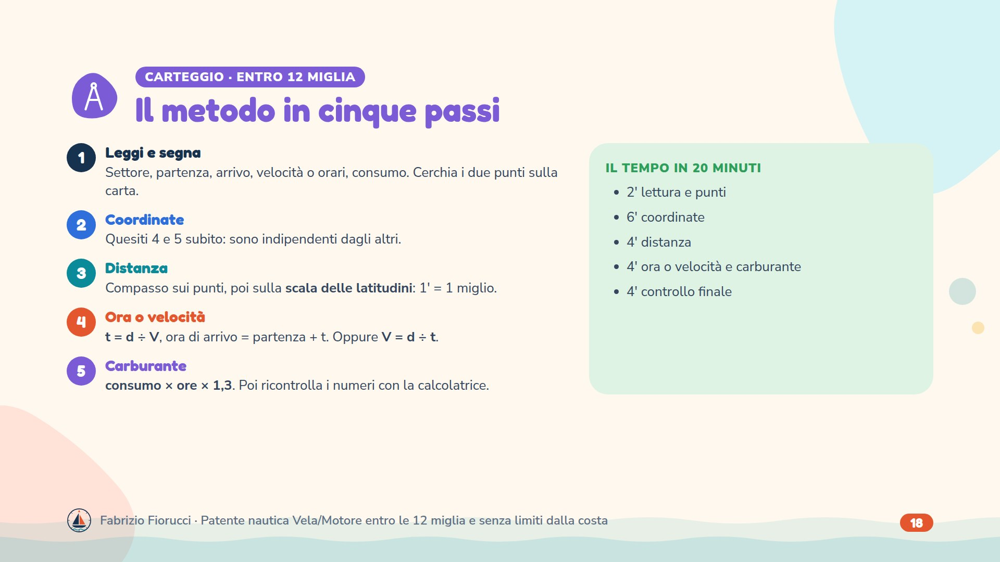 CARTEGGIO · ENTRO 12 MIGLIA
Il metodo in cinque passi
1
Leggi e segna
Settore, partenza, arrivo, velocità o orari, consumo. Cerchia i due punti sulla
carta.
2
Coordinate
Quesiti 4 e 5 subito: sono indipendenti dagli altri.
3
Distanza
Compasso sui punti, poi sulla scala delle latitudini: 1' = 1 miglio.
4
Ora o velocità
t = d ÷ V, ora di arrivo = partenza + t. Oppure V = d ÷ t.
5
Carburante
consumo × ore × 1,3. Poi ricontrolla i numeri con la calcolatrice.
IL TEMPO IN 20 MINUTI
• 2' lettura e punti
• 6' coordinate
• 4' distanza
• 4' ora o velocità e carburante
• 4' controllo finale
Fabrizio Fiorucci · Patente nautica Vela/Motore entro le 12 miglia e senza limiti dalla costa
18